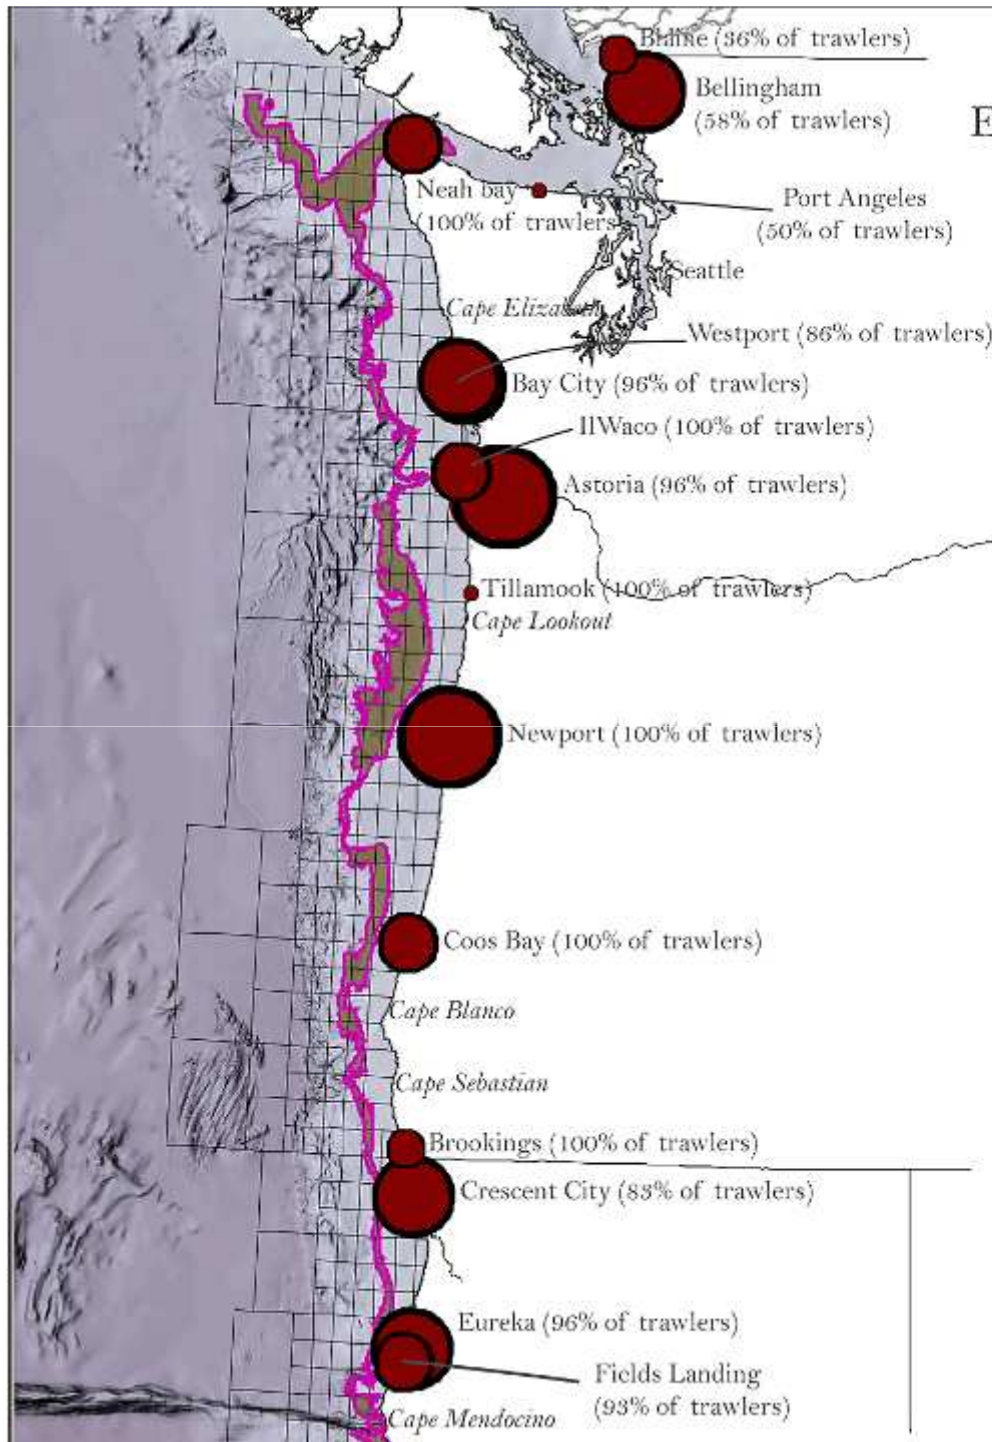 Blaine (36% of trawlers)
Bellingham
(58% of trawlers)
E
Neah bay
(100% of trawlers)
Port Angeles
(50% of trawlers)
Seattle
Cape Elizabeth
Westport (86% of trawlers)
Bay City (96% of trawlers)
IlWaco (100% of trawlers)
Astoria (96% of trawlers)
Tillamook (100% of trawlers)
Cape Lookout
Newport (100% of trawlers)
Coos Bay (100% of trawlers)
Cape Blanco
Cape Sebastian
Brookings (100% of trawlers)
Crescent City (83% of trawlers)
Eureka (96% of trawlers)
Fields Landing
(93% of trawlers)
Cape Mendocino